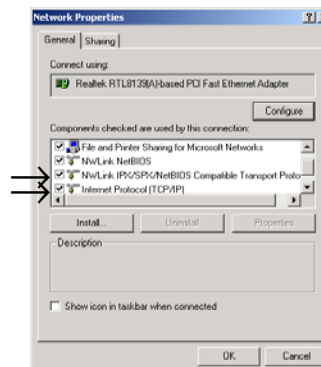 Network Properties
General Sharing
Connect using:
Realtek RTL8139(A)-based PCI Fast Ethernet Adapter
Configure
Components checked are used by this connection:
File and Printer Sharing for Microsoft Networks
NWLink NetBIOS
NWLink IPX/SPX/NetBIOS Compatible Transport Proto
Internet Protocol (TCP/IP)
Install... Uninstall Properties
Description
Show icon in taskbar when connected
OK Cancel